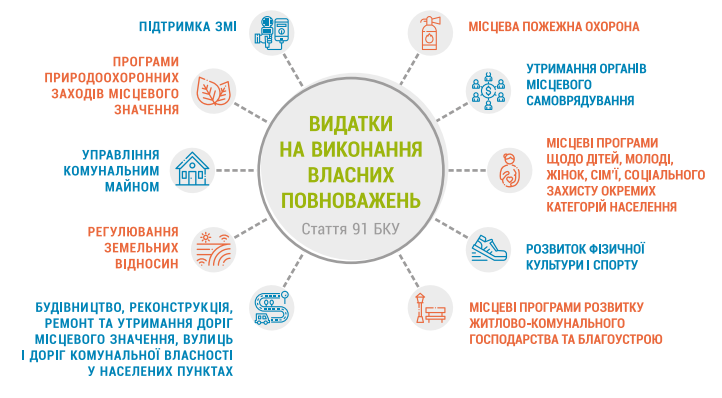 ВИДАТКИ
НА ВИКОНАННЯ
ВЛАСНИХ
ПОВНОВАЖЕНЬ
Стаття 91 БКУ
ПІДТРИМКА ЗМІ
ПРОГРАМИ
ПРИРОДООХОРОННИХ
ЗАХОДІВ МІСЦЕВОГО
ЗНАЧЕННЯ
УПРАВЛІННЯ
КОМУНАЛЬНИМ
МАЙНОМ
РЕГУЛЮВАННЯ
ЗЕМЕЛЬНИХ
ВІДНОСИН
БУДІВНИЦТВО, РЕКОНСТРУКЦІЯ,
РЕМОНТ ТА УТРИМАННЯ ДОРІГ
МІСЦЕВОГО ЗНАЧЕННЯ, ВУЛИЦЬ
І ДОРІГ КОМУНАЛЬНОЇ ВЛАСНОСТІ
У НАСЕЛЕНИХ ПУНКТАХ
МІСЦЕВА ПОЖЕЖНА ОХОРОНА
УТРИМАННЯ ОРГАНІВ
МІСЦЕВОГО
САМОВРЯДУВАННЯ
МІСЦЕВІ ПРОГРАМИ
ЩОДО ДІТЕЙ, МОЛОДІ,
ЖІНОК, СІМ'Ї, СОЦІАЛЬНОГО
ЗАХИСТУ ОКРЕМИХ
КАТЕГОРІЙ НАСЕЛЕННЯ
РОЗВИТОК ФІЗИЧНОЇ
КУЛЬТУРИ І СПОРТУ
МІСЦЕВІ ПРОГРАМИ РОЗВИТКУ
ЖИТЛОВО-КОМУНАЛЬНОГО
ГОСПОДАРСТВА ТА БЛАГОУСТРОЮ